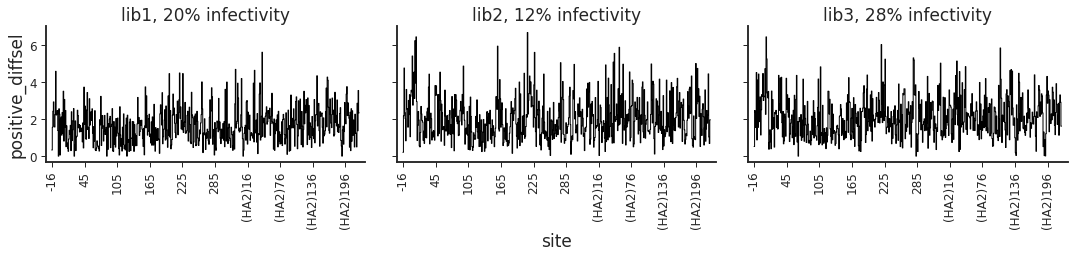 lib1, 20% infectivity
lib2, 12% infectivity
lib3, 28% infectivity
positive_diffsel
6
4
2
0
-16 45 105 165 225 285 (HA2)16 (HA2)76 (HA2)136 (HA2)196
-16 45 105 165 225 285 (HA2)16 (HA2)76 (HA2)136 (HA2)196
-16 45 105 165 225 285 (HA2)16 (HA2)76 (HA2)136 (HA2)196
site